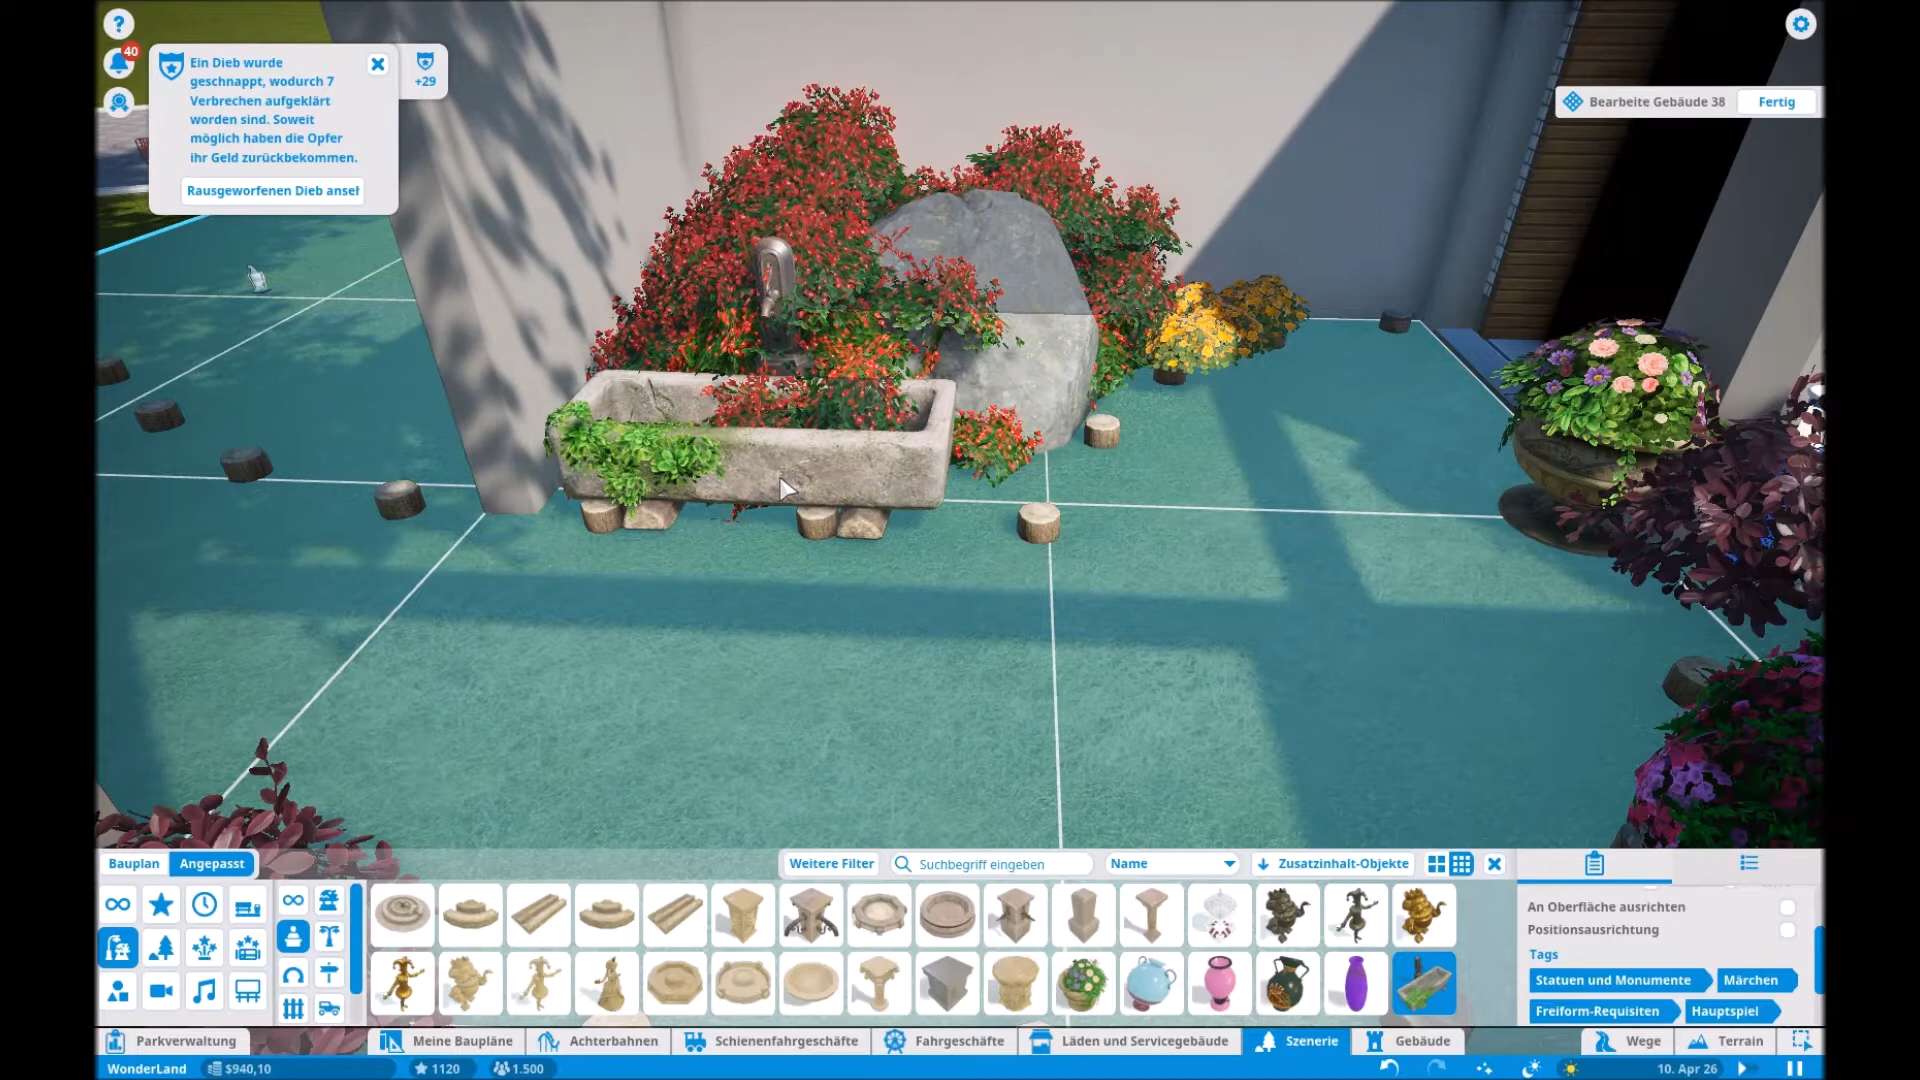 ?
40
Ein Dieb wurde
geschnappt, wodurch 7
Verbrechen aufgeklärt
worden sind. Soweit
möglich haben die Opfer
ihr Geld zurückbekommen.
Rausgeworfenen Dieb anseh
+29
Bearbeite Gebäude 38
Fertig
Bauplan
Angepasst
Weitere Filter
Suchbegriff eingeben
Name
Zusatzinhalt-Objekte
An Oberfläche ausrichten
Positionsausrichtung
Tags
Statuen und Monumente
Märchen
Freiform-Requisiten
Hauptspiel
Parkverwaltung
Meine Baupläne
Achterbahnen
Schienenfahrgeschäfte
Fahrgeschäfte
Läden und Servicegebäude
Szenerie
Gebäude
Wege
Terrain
WonderLand
$940,10
1120
1.500
10. Apr 26